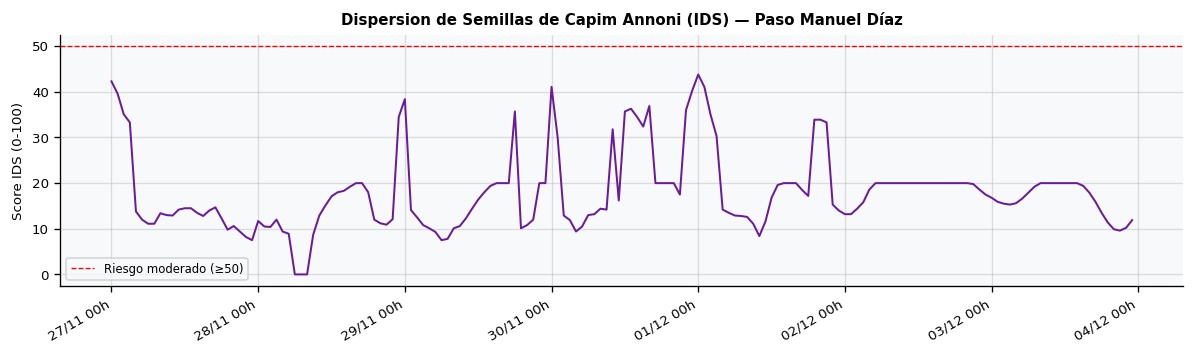 Dispersion de Semillas de Capim Annoni (IDS) — Paso Manuel Díaz
Score IDS (0-100)
50
40
30
20
10
0
Riesgo moderado (≥50)
27/11 00h
28/11 00h
29/11 00h
30/11 00h
01/12 00h
02/12 00h
03/12 00h
04/12 00h